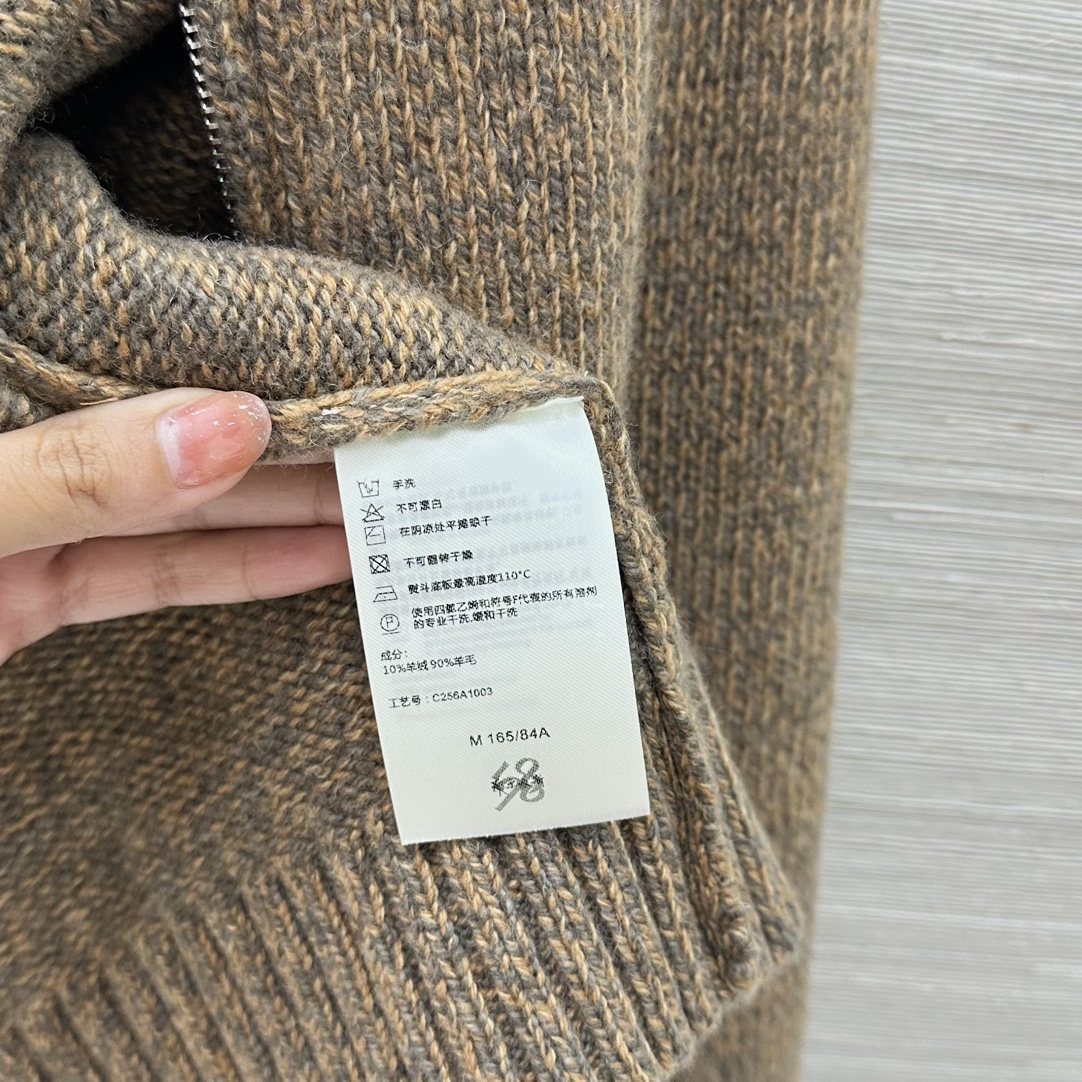 手洗
不可漂白
在阴凉处平摊晾干
不可翻转干燥
熨斗底板最高温度110°C
使用四氯乙烯和符号F代表的所有溶剂
的专业干洗,缓和干洗
P
成分:
10%羊绒90%羊毛
工艺号:C256A1003
M 165/84A